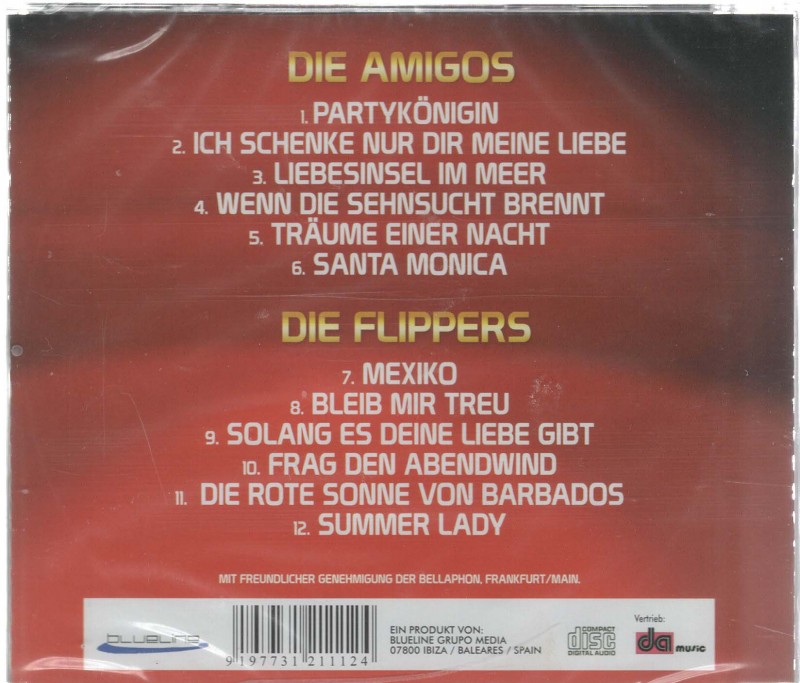 DIE AMIGOS
1. PARTYKÖNIGIN
2. ICH SCHENKE NUR DIR MEINE LIEBE
3. LIEBESINSEL IM MEER
4. WENN DIE SEHNSUCHT BRENNT
5. TRÄUME EINER NACHT
6. SANTA MONICA
DIE FLIPPERS
7. MEXIKO
8. BLEIB MIR TREU
9. SOLANG ES DEINE LIEBE GIBT
10. FRAG DEN ABENDWIND
11. DIE ROTE SONNE VON BARBADOS
12. SUMMER LADY
MIT FREUNDLICHER GENEHMIGUNG DER BELLAPHON, FRANKFURT/MAIN.
blueline
9 197731 211124
EIN PRODUKT VON:
BLUELINE GRUPO MEDIA
07800 IBIZA / BALEARES / SPAIN
COMPACT
disc
DIGITAL AUDIO
Vertrieb:
da music